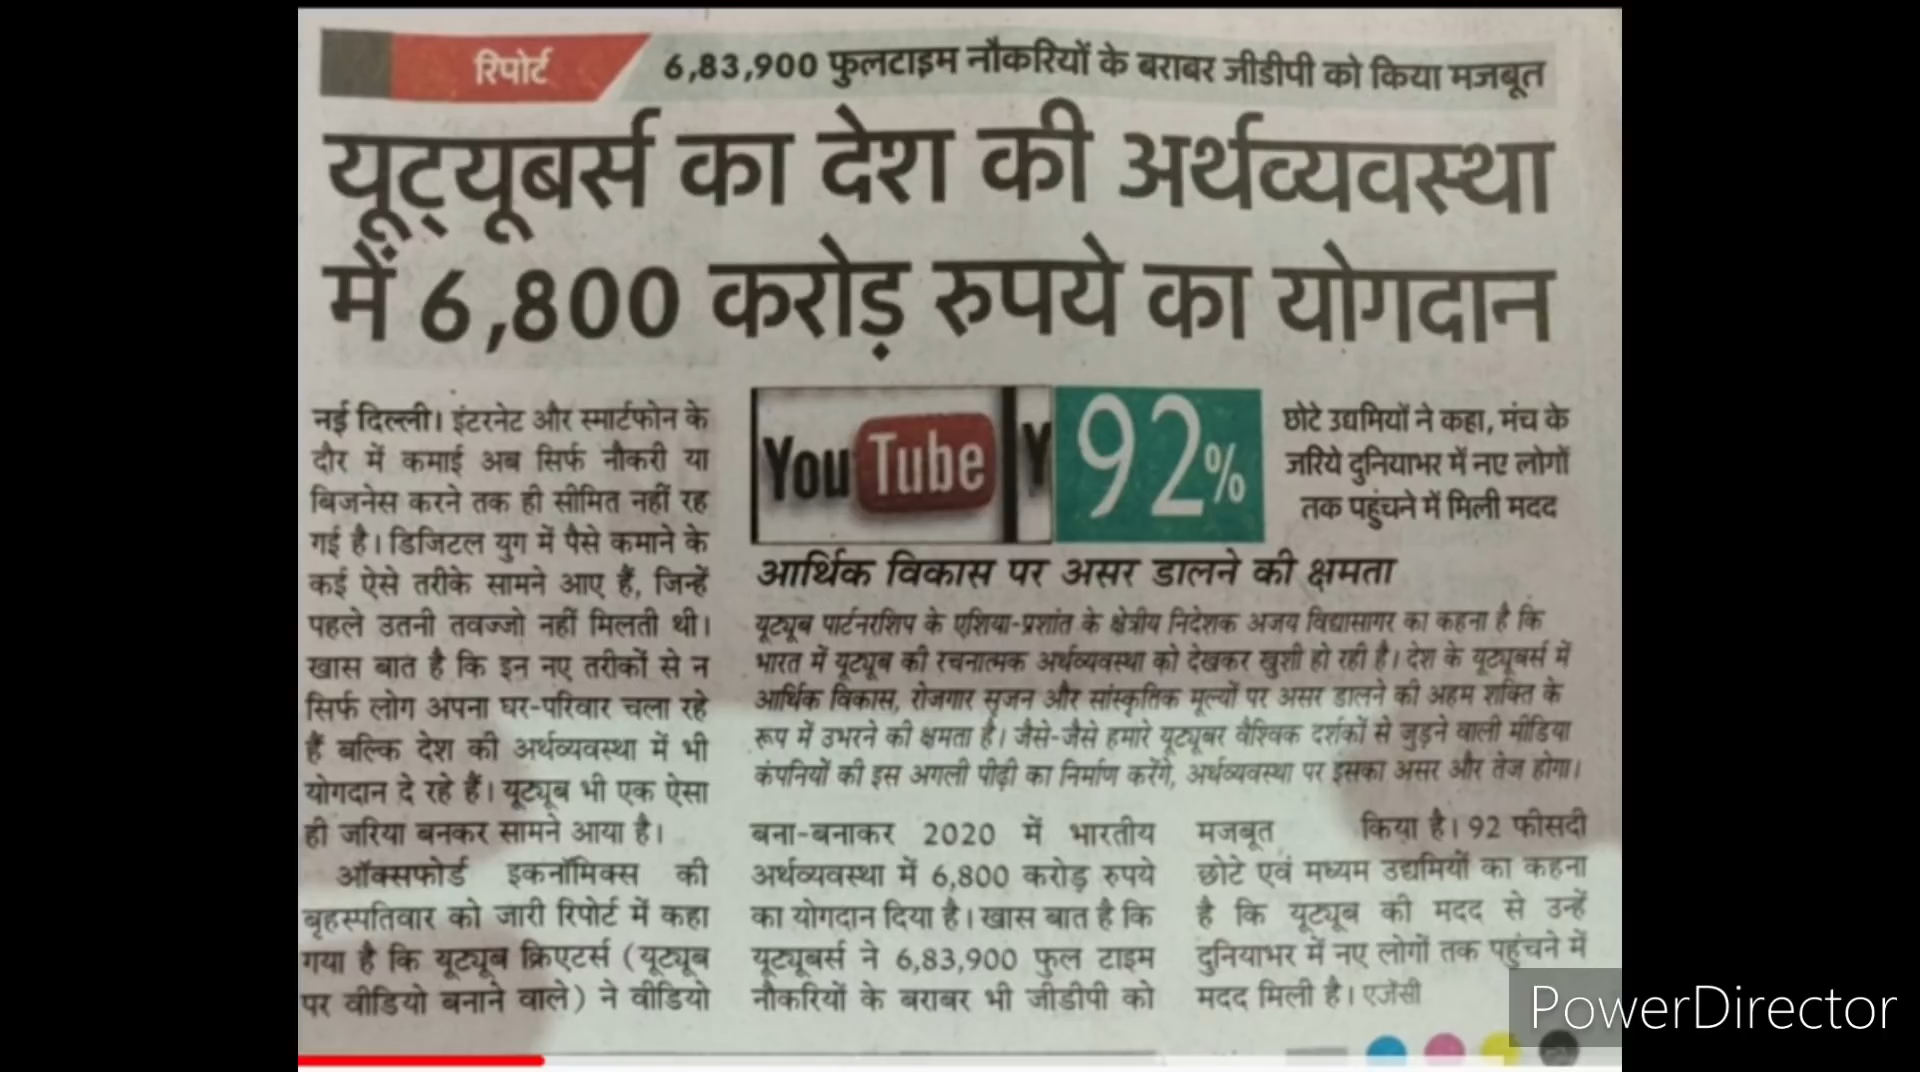 रिपोर्ट
6,83,900 फुलटाइम नौकरियों के बराबर जीडीपी को किया मजबूत
यूट्यूबर्स का देश की अर्थव्यवस्था
में 6,800 करोड़ रुपये का योगदान
नई दिल्ली। इंटरनेट और स्मार्टफोन के
दौर में कमाई अब सिर्फ नौकरी या
बिजनेस करने तक ही सीमित नहीं रह
गई है। डिजिटल युग में पैसे कमाने के
कई ऐसे तरीके सामने आए हैं, जिन्हें
पहले उतनी तवज्जो नहीं मिलती थी।
खास बात है कि इन नए तरीकों से न
सिर्फ लोग अपना घर-परिवार चला रहे
हैं बल्कि देश की अर्थव्यवस्था में भी
योगदान दे रहे हैं। यूट्यूब भी एक ऐसा
ही जरिया बनकर सामने आया है।
ऑक्सफोर्ड इकनॉमिक्स की
बृहस्पतिवार को जारी रिपोर्ट में कहा
गया है कि यूट्यूब क्रिएटर्स (यूट्यूब
पर वीडियो बनाने वाले) ने वीडियो
YouTube Y
92%
छोटे उद्यमियों ने कहा, मंच के
जरिये दुनियाभर में नए लोगों
तक पहुंचने में मिली मदद
आर्थिक विकास पर असर डालने की क्षमता
यूट्यूब पार्टनरशिप के एशिया-प्रशांत के क्षेत्रीय निदेशक अजय विद्यासागर का कहना है कि
भारत में यूट्यूब की रचनात्मक अर्थव्यवस्था को देखकर खुशी हो रही है। देश के यूट्यूबर्स में
आर्थिक विकास, रोजगार सृजन और सांस्कृतिक मूल्यों पर असर डालने की अहम शक्ति के
रूप में उभरने की क्षमता है। जैसे-जैसे हमारे यूट्यूबर वैश्विक दर्शकों से जुड़ने वाली मीडिया
कंपनियों की इस अगली पीढ़ी का निर्माण करेंगे, अर्थव्यवस्था पर इसका असर और तेज होगा।
बना-बनाकर 2020 में भारतीय
अर्थव्यवस्था में 6,800 करोड़ रुपये
का योगदान दिया है। खास बात है कि
यूट्यूबर्स ने 6,83,900 फुल टाइम
नौकरियों के बराबर भी जीडीपी को
मजबूत किया है। 92 फीसदी
छोटे एवं मध्यम उद्यमियों का कहना
है कि यूट्यूब की मदद से उन्हें
दुनियाभर में नए लोगों तक पहुंचने में
मदद मिली है। एजेंसी
PowerDirector